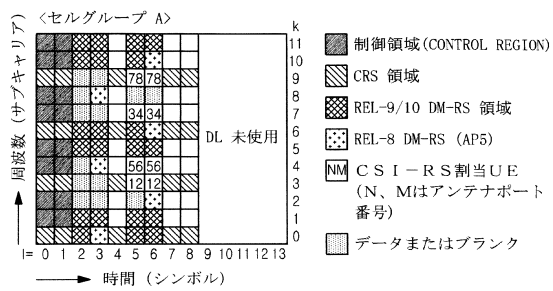 <セルグループ A>
周波数 (サブキャリア)
k
11
10
9
8
7
6
5
4
3
2
1
0
78 78
34 34
56 56
12 12
DL 未使用
l= 0 1 2 3 4 5 6 7 8 9 10 11 12 13
時間 (シンボル)
制御領域(CONTROL REGION)
CRS 領域
REL-9/10 DM-RS 領域
REL-8 DM-RS (AP5)
NM CSI-RS割当UE
(N、Mはアンテナポート
番号)
データまたはブランク